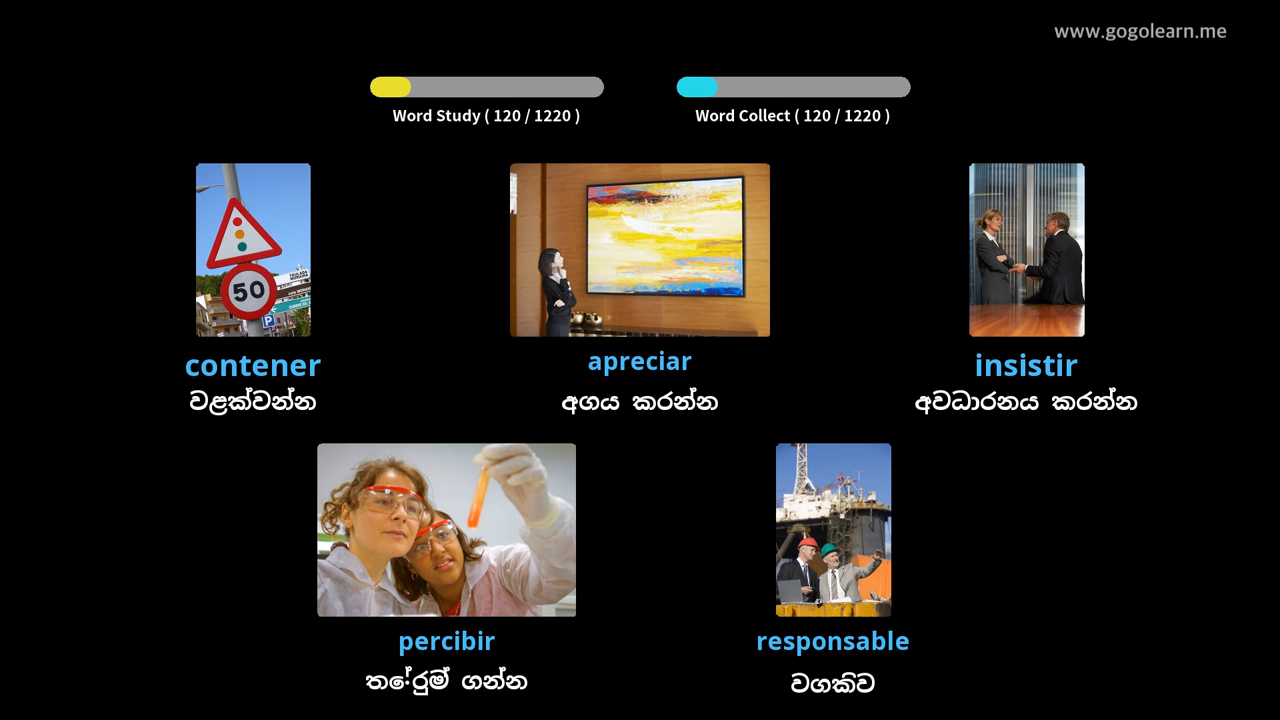 www.gogolearn.me
Word Study ( 120 / 1220 )
Word Collect ( 120 / 1220 )
50
P
contener
වළක්වන්න
apreciar
අගය කරන්න
insistir
අවධාරනය කරන්න
percibir
තේරුම් ගන්න
responsable
වගකිව